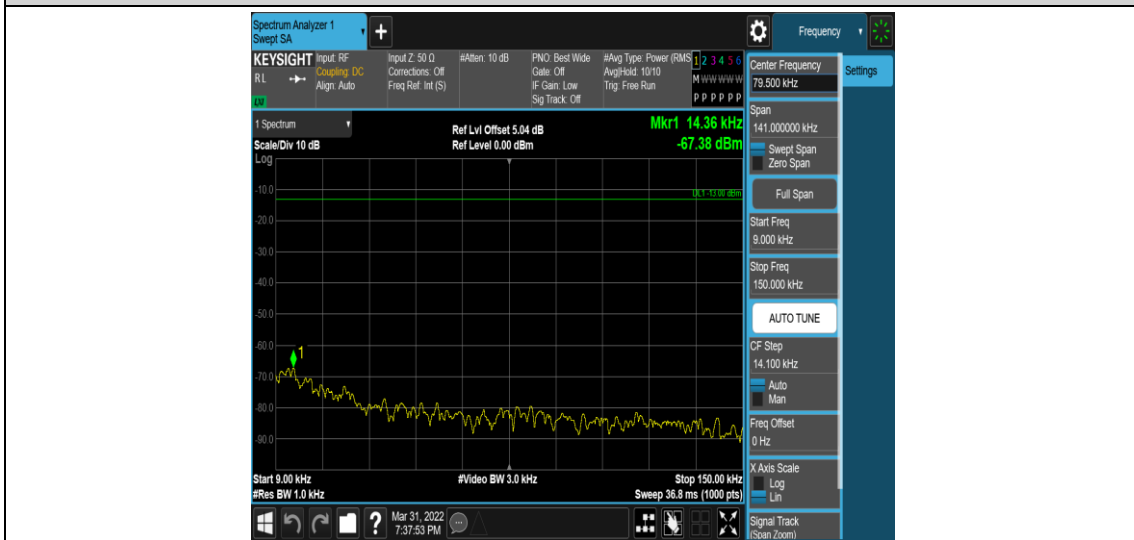 Spectrum Analyzer 1
Swept SA
+
Frequency
KEYSIGHT
RL
LXI
Input: RF
Coupling: DC
Align: Auto
Input Z: 50 Ω
Corrections: Off
Freq Ref: Int (S)
#Atten: 10 dB
PNO: Best Wide
Gate: Off
IF Gain: Low
Sig Track: Off
#Avg Type: Power (RMS
Avg|Hold: 10/10
Trig: Free Run
1 2 3 4 5 6
M W W W W W
P P P P P P
Center Frequency
79.500 kHz
Settings
Span
141.000000 kHz
Swept Span
Zero Span
Full Span
Start Freq
9.000 kHz
Stop Freq
150.000 kHz
AUTO TUNE
CF Step
14.100 kHz
Auto
Man
Freq Offset
0 Hz
X Axis Scale
Log
Lin
Signal Track
(Span Zoom)
1 Spectrum
Scale/Div 10 dB
Log
Ref Lvl Offset 5.04 dB
Ref Level 0.00 dBm
Mkr1 14.36 kHz
-67.38 dBm
DL1 -13.00 dBm
-10.0
-20.0
-30.0
-40.0
-50.0
-60.0
1
-70.0
-80.0
-90.0
Start 9.00 kHz
#Video BW 3.0 kHz
Stop 150.00 kHz
#Res BW 1.0 kHz
Sweep 36.8 ms (1000 pts)
?
Mar 31, 2022
7:37:53 PM